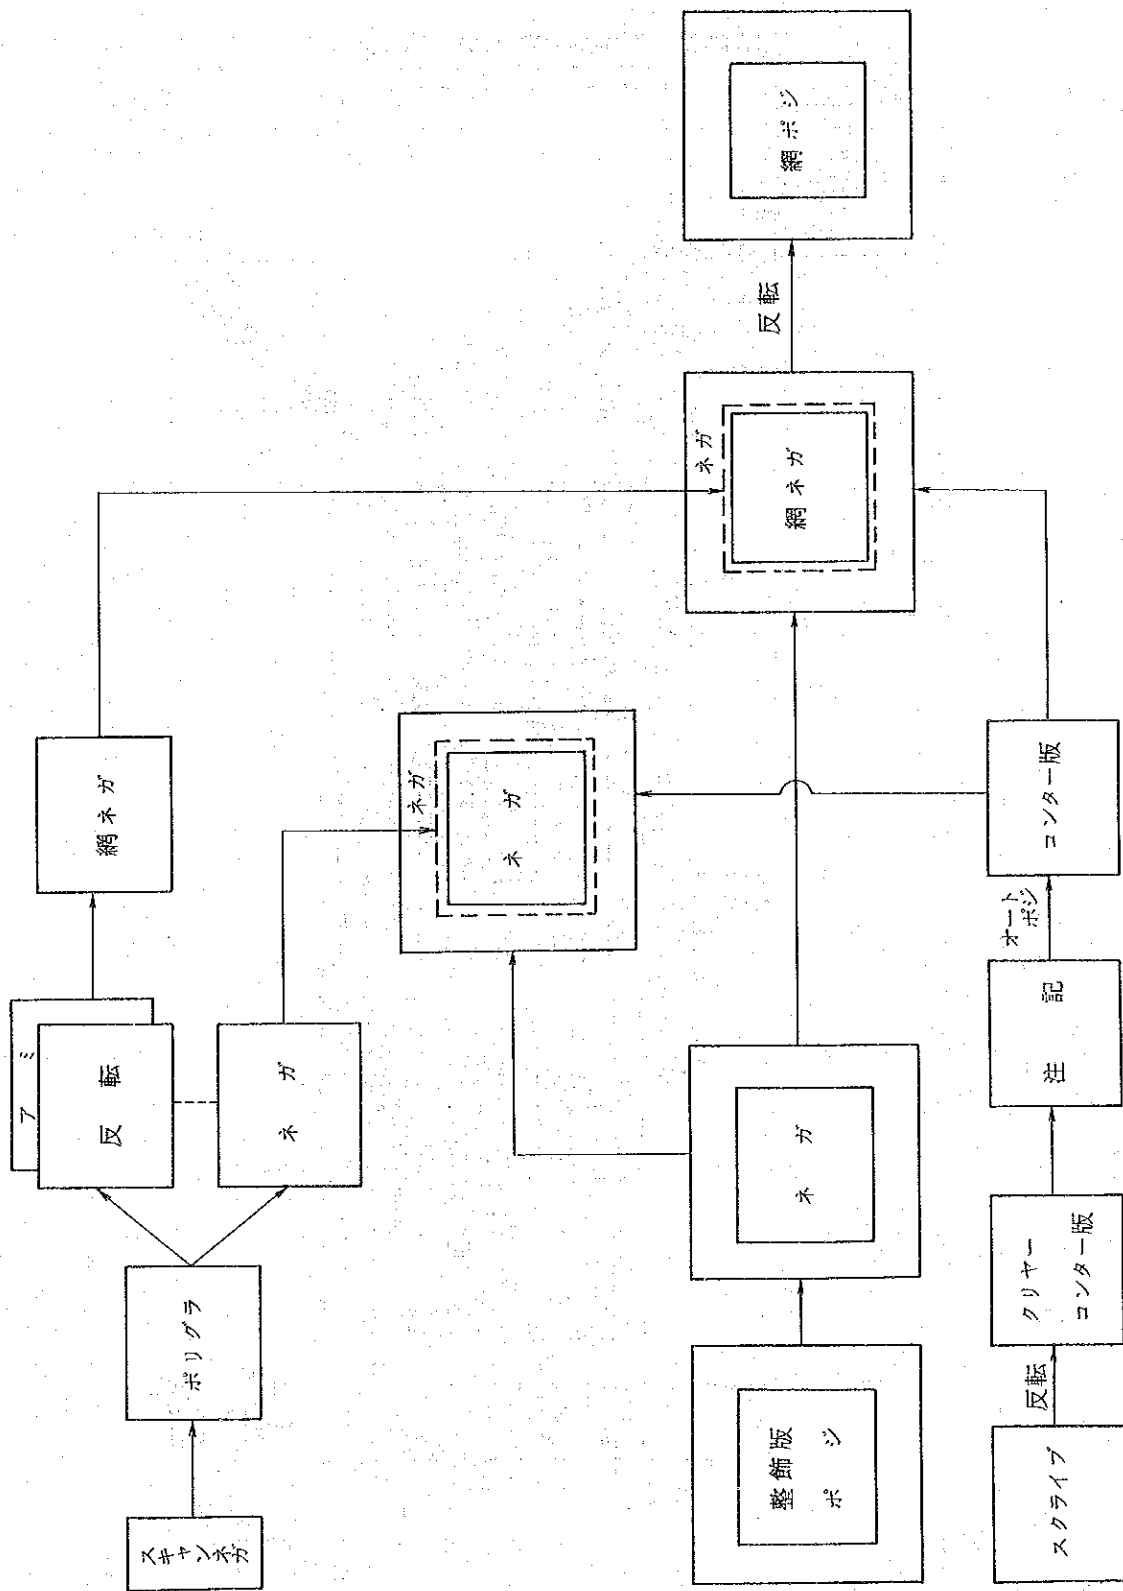 スキャンネガ
ポリグラ
アミ
反転
ネガ
網ネガ
ネガ
ネガ
整飾版
ポジ
ネガ
ネガ
網ネガ
反転
網ポジ
スクライブ
反転
クリヤー
コンター版
注記
オート
ポジ
コンター版